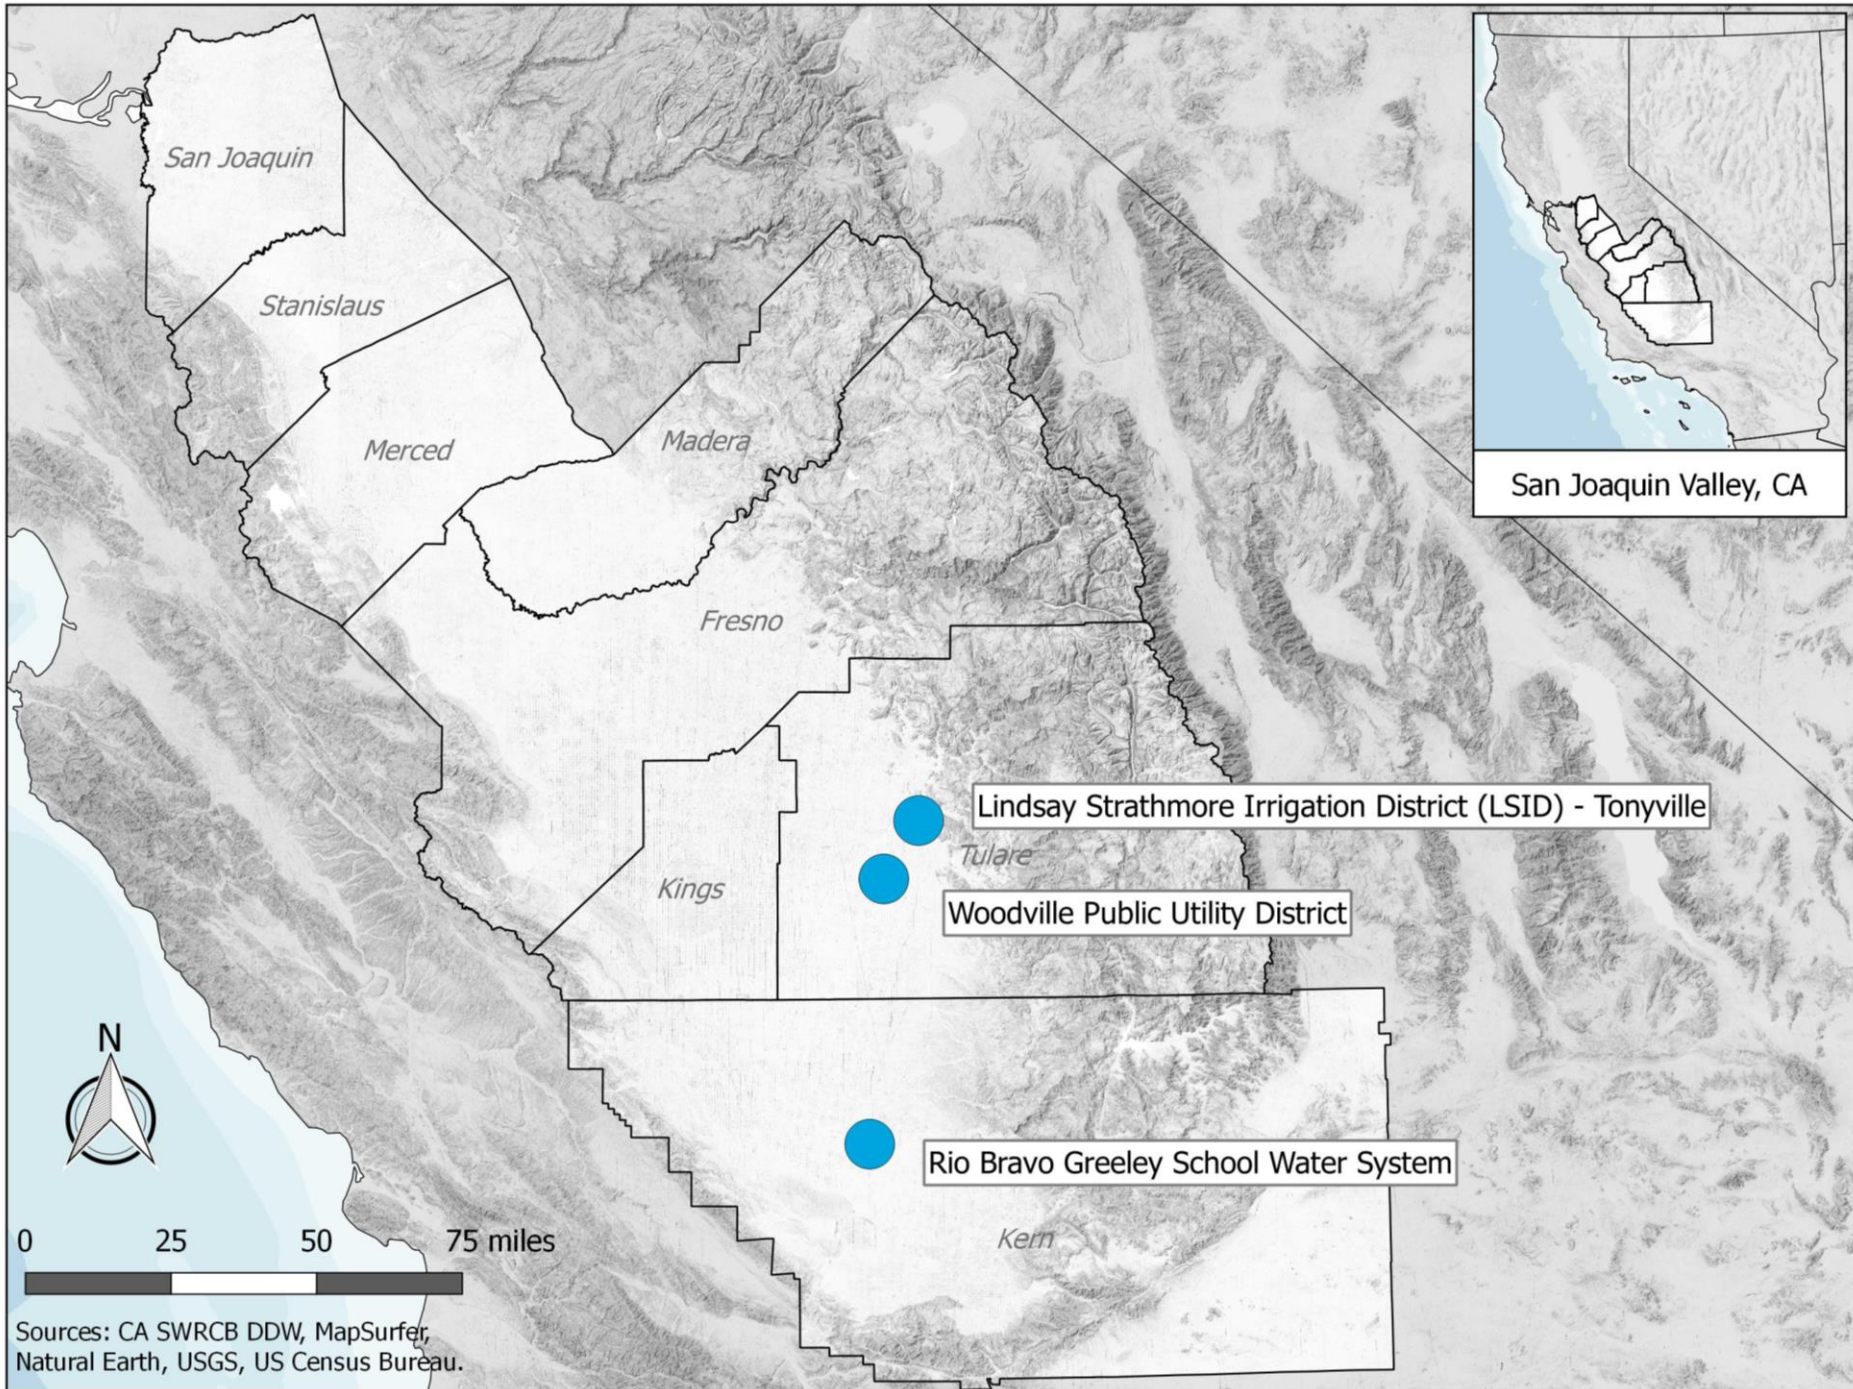 San Joaquin
Stanislaus
Merced
Madera
Fresno
Kings
Tulare
Kern
San Joaquin Valley, CA
Lindsay Strathmore Irrigation District (LSID) - Tonyville
Woodville Public Utility District
Rio Bravo Greeley School Water System
N
0 25 50 75 miles
Sources: CA SWRCB DDW, MapSurfer,
Natural Earth, USGS, US Census Bureau.